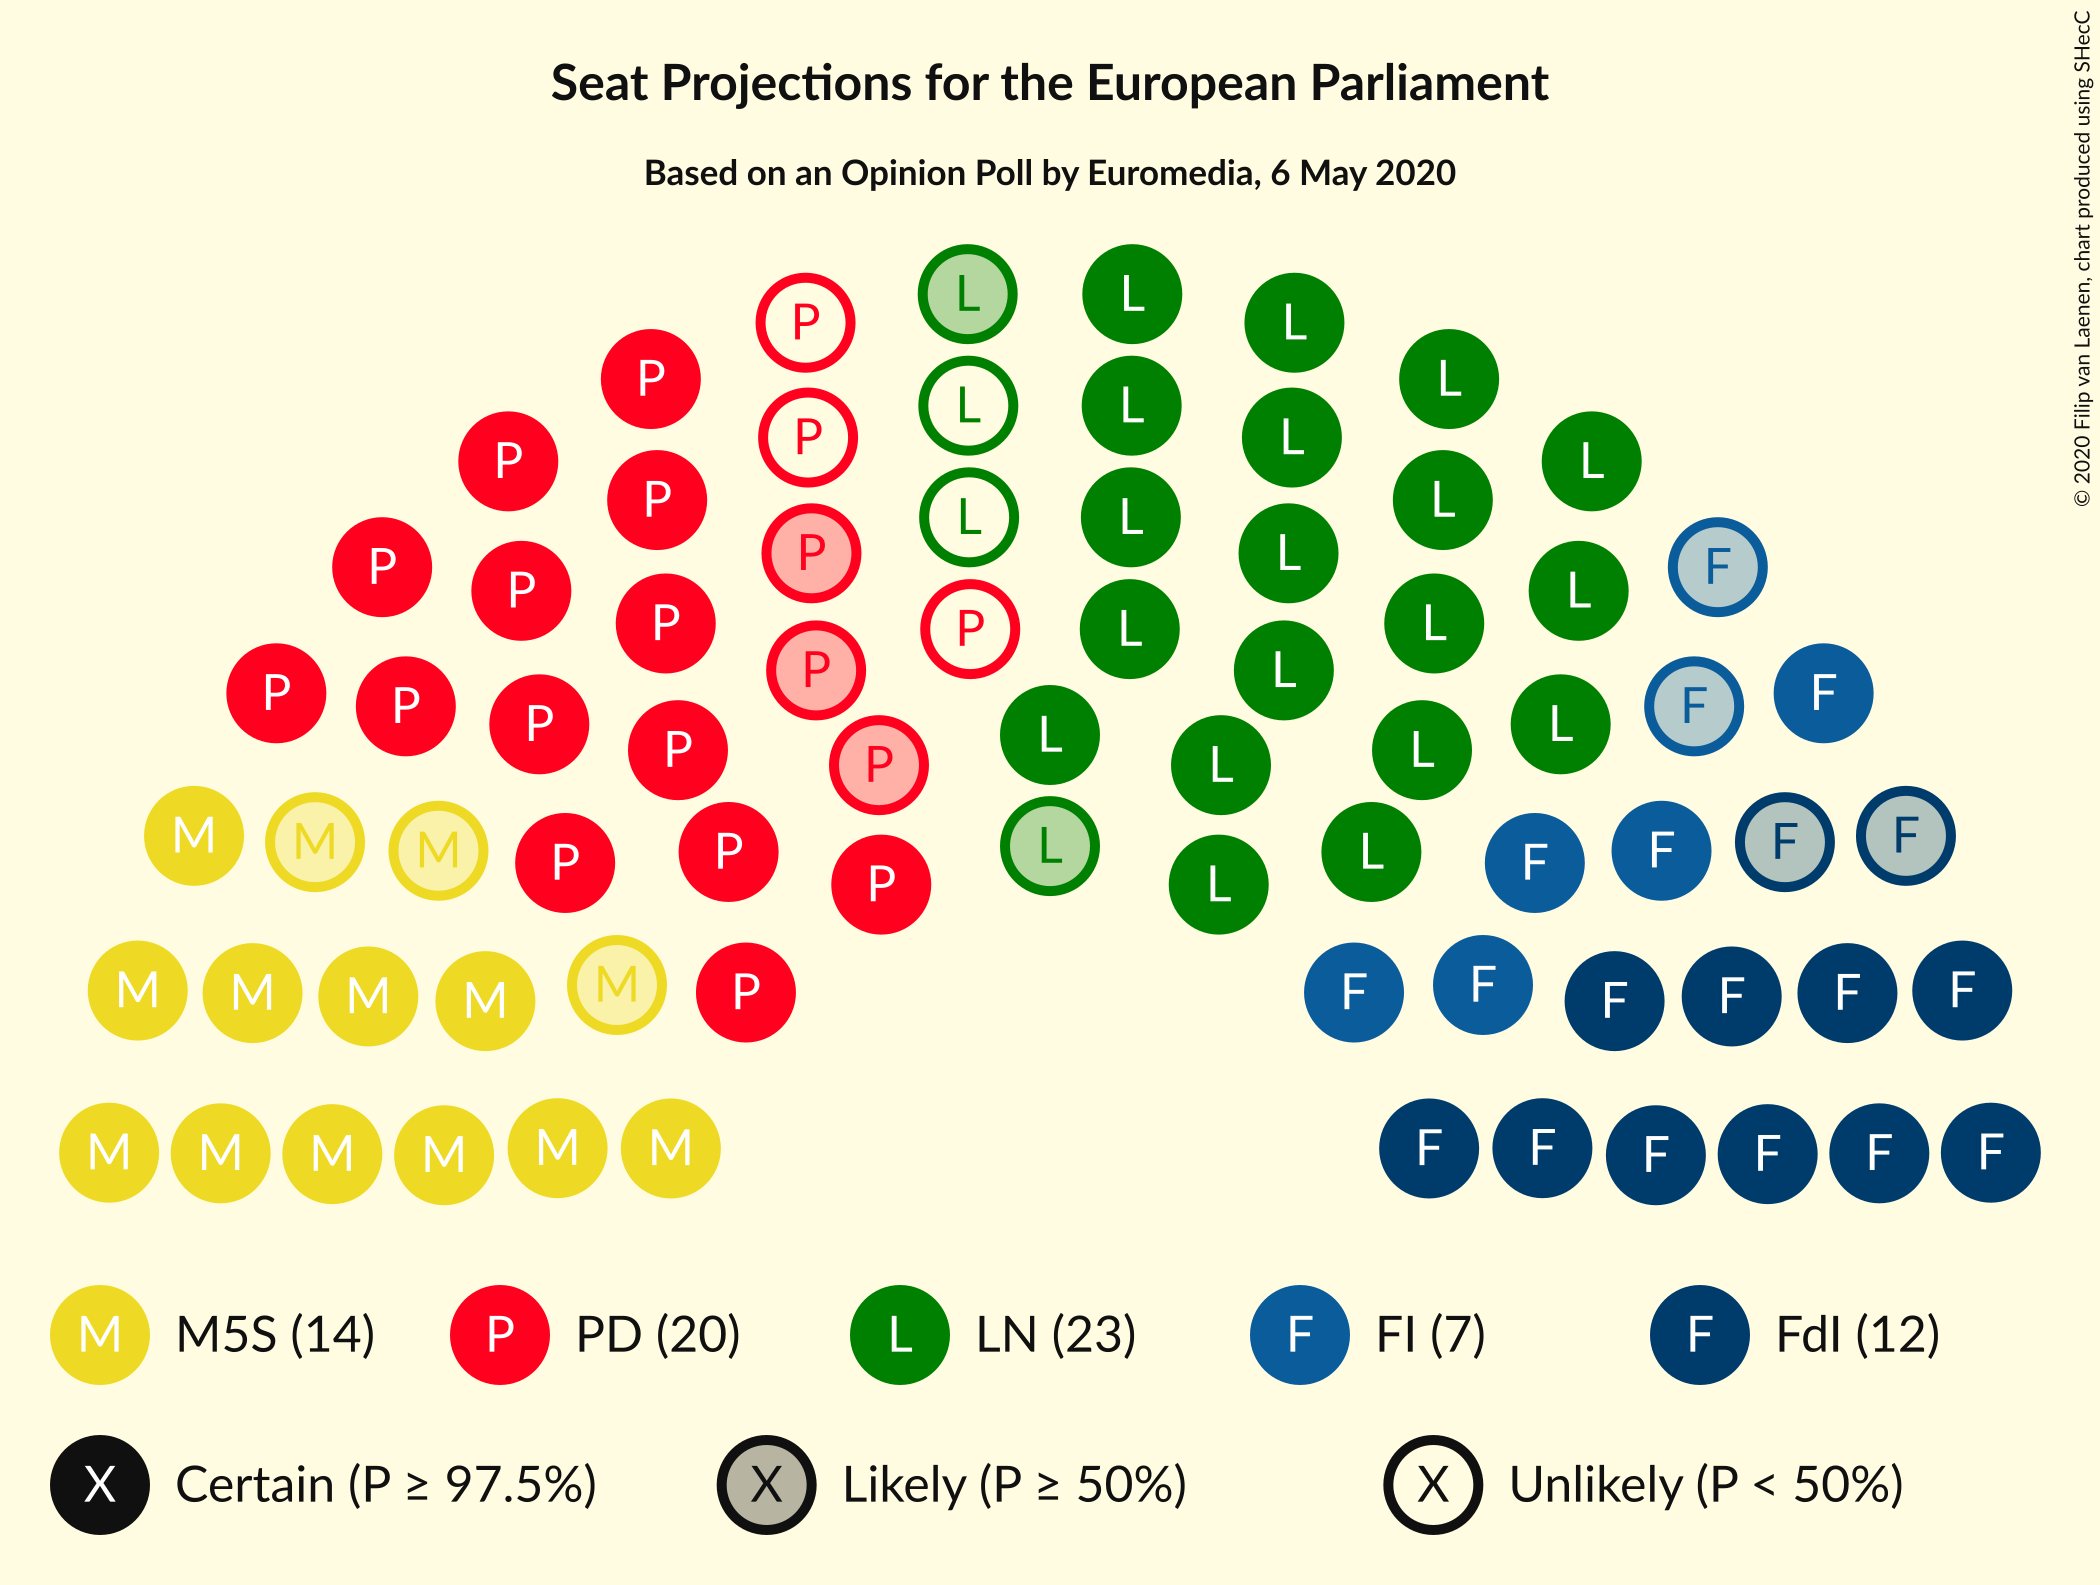 Seat Projections for the European Parliament
Based on an Opinion Poll by Euromedia, 6 May 2020
© 2020 Filip van Laenen, chart produced using SHecC
L L
P L
P L
L L
P L
P L
P L
L L
P L
P L
P F
P L
P L
P L
P L
P F
P F
P L
P L
P L
P L
M F
M F
M F
P F
P L
P L
L
P L
M F
M F
M F
M F
M F
P F
M F
M F
M F
M F
M F
M F
M M5S (14) P PD (20) L LN (23) F FI (7) F FdI (12)
X Certain (P ≥ 97.5%) X Likely (P ≥ 50%) X Unlikely (P < 50%)